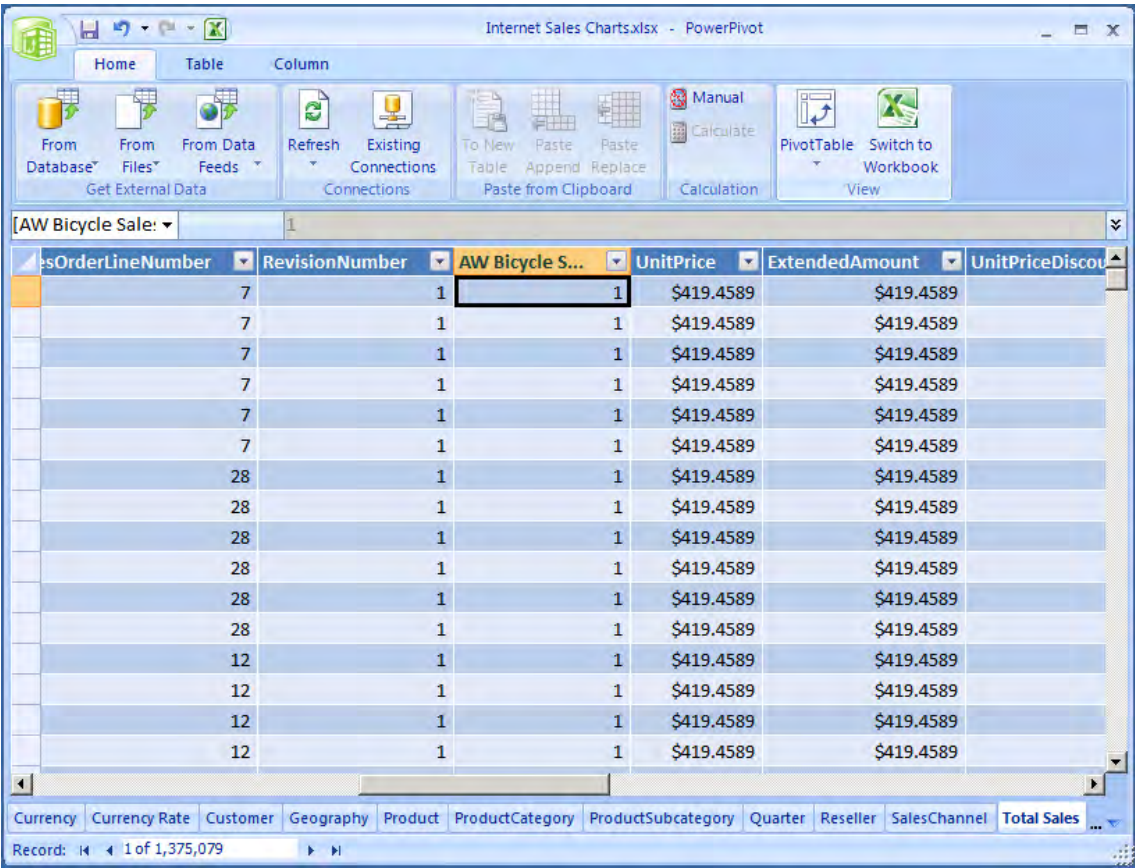 Internet Sales Charts.xlsx - PowerPivot
Home Table Column
From Database From Files From Data Feeds Refresh Existing Connections To New Table Paste Append Paste Replace Manual Calculate PivotTable Switch to Workbook
Get External Data Connections Paste from Clipboard Calculation View
[AW Bicycle Sale: 1
esOrderLineNumber RevisionNumber AW Bicycle S... UnitPrice ExtendedAmount UnitPriceDiscou
7 1 1 $419.4589 $419.4589
7 1 1 $419.4589 $419.4589
7 1 1 $419.4589 $419.4589
7 1 1 $419.4589 $419.4589
7 1 1 $419.4589 $419.4589
7 1 1 $419.4589 $419.4589
28 1 1 $419.4589 $419.4589
28 1 1 $419.4589 $419.4589
28 1 1 $419.4589 $419.4589
28 1 1 $419.4589 $419.4589
28 1 1 $419.4589 $419.4589
28 1 1 $419.4589 $419.4589
12 1 1 $419.4589 $419.4589
12 1 1 $419.4589 $419.4589
12 1 1 $419.4589 $419.4589
12 1 1 $419.4589 $419.4589
Currency Currency Rate Customer Geography Product ProductCategory ProductSubcategory Quarter Reseller SalesChannel Total Sales ...
Record: 1 of 1,375,079